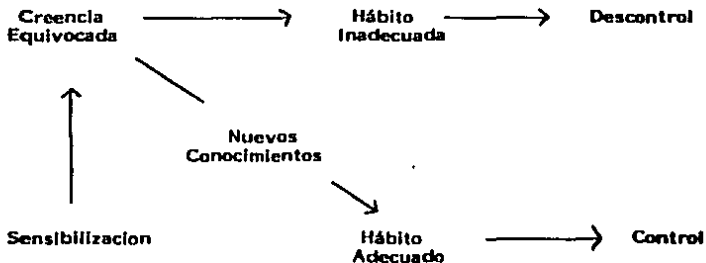 Creencia
Equivocada
Hábito
Inadecuada
Descontrol
Nuevos
Conocimientos
Sensibilizacion
Hábito
Adecuado
Control